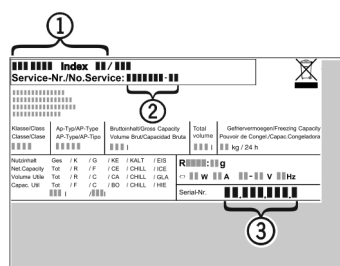 1
Index /
Service-Nr./No.Service: -
2
Klasse/Class Ap-Typ/AP-Type Bruttoinhalt/Gross Capacity Total Gefriervermoegen/Freezing Capacity
Classe/Clase AP-Type/AP-Tipo Volume Brut/Capacidad Bruta volume Pouvoir de Congel./Capac.Congeladora
l l kg / 24 h
Nutzinhalt Ges / K / G / KE / KALT / EIS
Net Capacity Tot / R / F / CE / CHILL / ICE
Volume Utile Tot / R / C / CA / CHILL / GLA
Capac. Util Tot / F / C / BO / CHILL / HIE
l / l
R : g
W A - V Hz
Serial-Nr. . . .
3